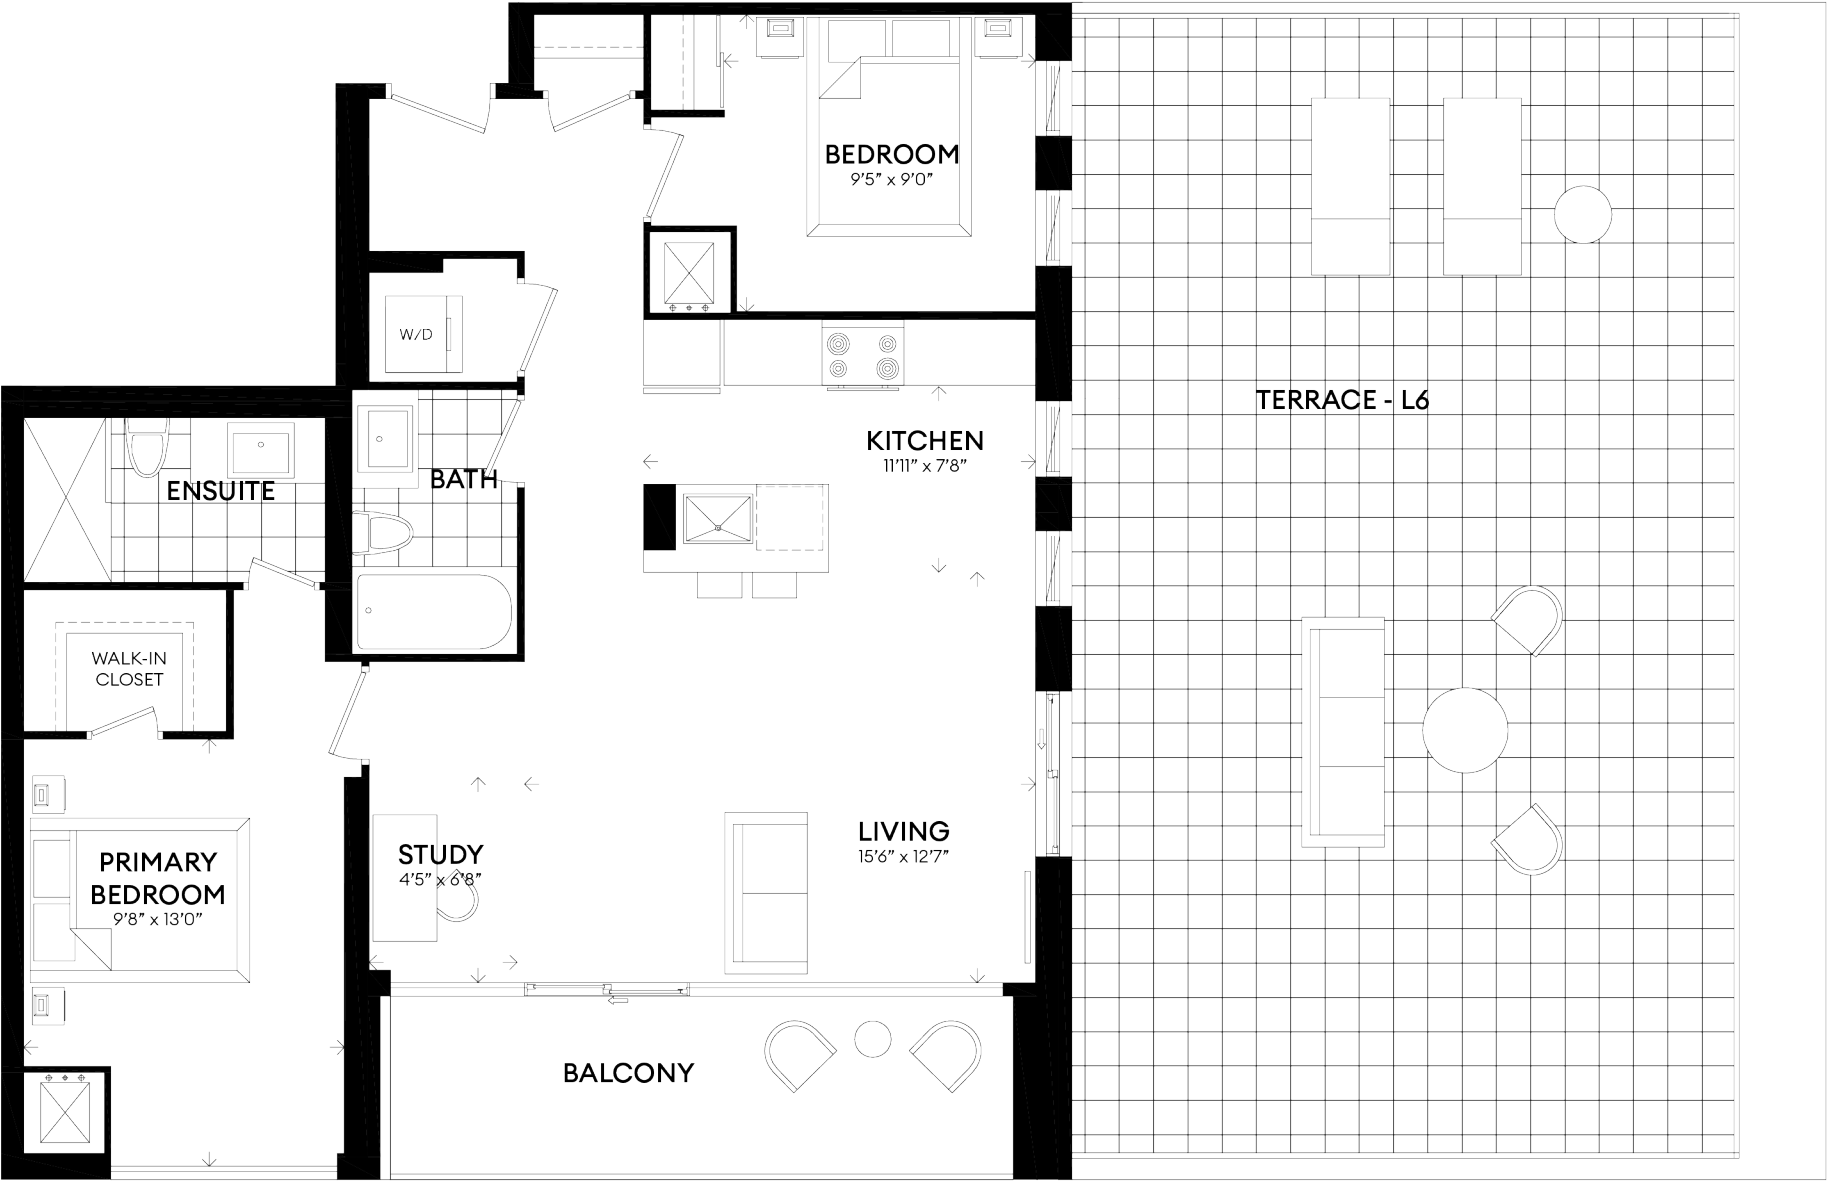 BEDROOM
9'5" x 9'0"
W/D
TERRACE - L6
KITCHEN
11'11" x 7'8"
BATH
ENSUITE
WALK-IN
CLOSET
LIVING
15'6" x 12'7"
STUDY
4'5" x 6'8"
PRIMARY
BEDROOM
9'8" x 13'0"
BALCONY